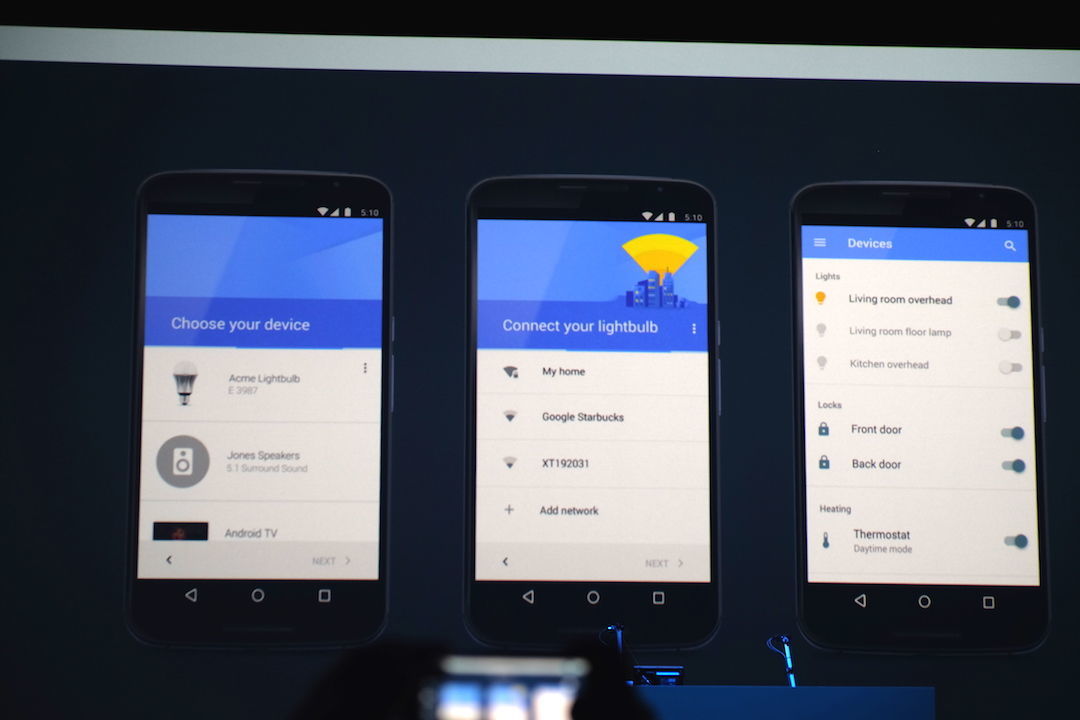 5:10
Choose your device
Acme Lightbulb
E 3987
Jones Speakers
5.1 Surround Sound
Android TV
NEXT
5:10
Connect your lightbulb
My home
Google Starbucks
XT192031
Add network
NEXT
5:10
Devices
Lights
Living room overhead
Living room floor lamp
Kitchen overhead
Locks
Front door
Back door
Heating
Thermostat
Daytime mode